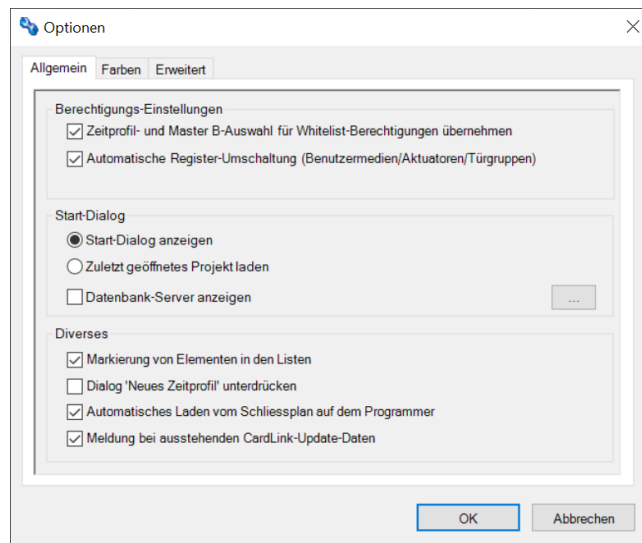 Optionen
Allgemein Farben Erweitert
Berechtigungs-Einstellungen
Zeitprofil- und Master B-Auswahl für Whitelist-Berechtigungen übernehmen
Automatische Register-Umschaltung (Benutzermedien/Aktuatoren/Türgruppen)
Start-Dialog
Start-Dialog anzeigen
Zuletzt geöffnetes Projekt laden
Datenbank-Server anzeigen ...
Diverses
Markierung von Elementen in den Listen
Dialog 'Neues Zeitprofil' unterdrücken
Automatisches Laden vom Schliessplan auf dem Programmer
Meldung bei ausstehenden CardLink-Update-Daten
OK Abbrechen